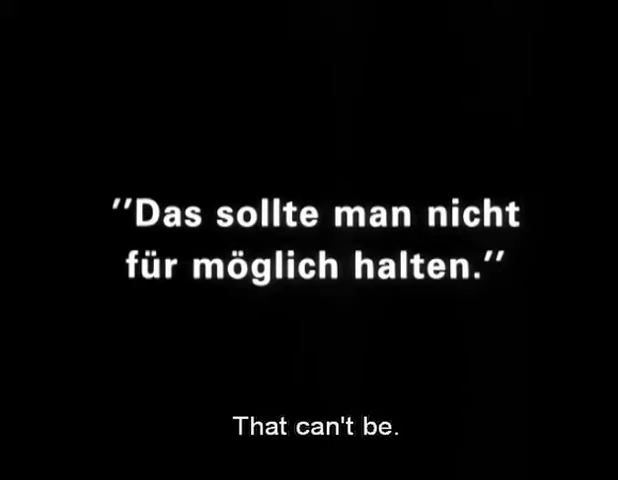 "Das sollte man nicht
für möglich halten."
That can't be.